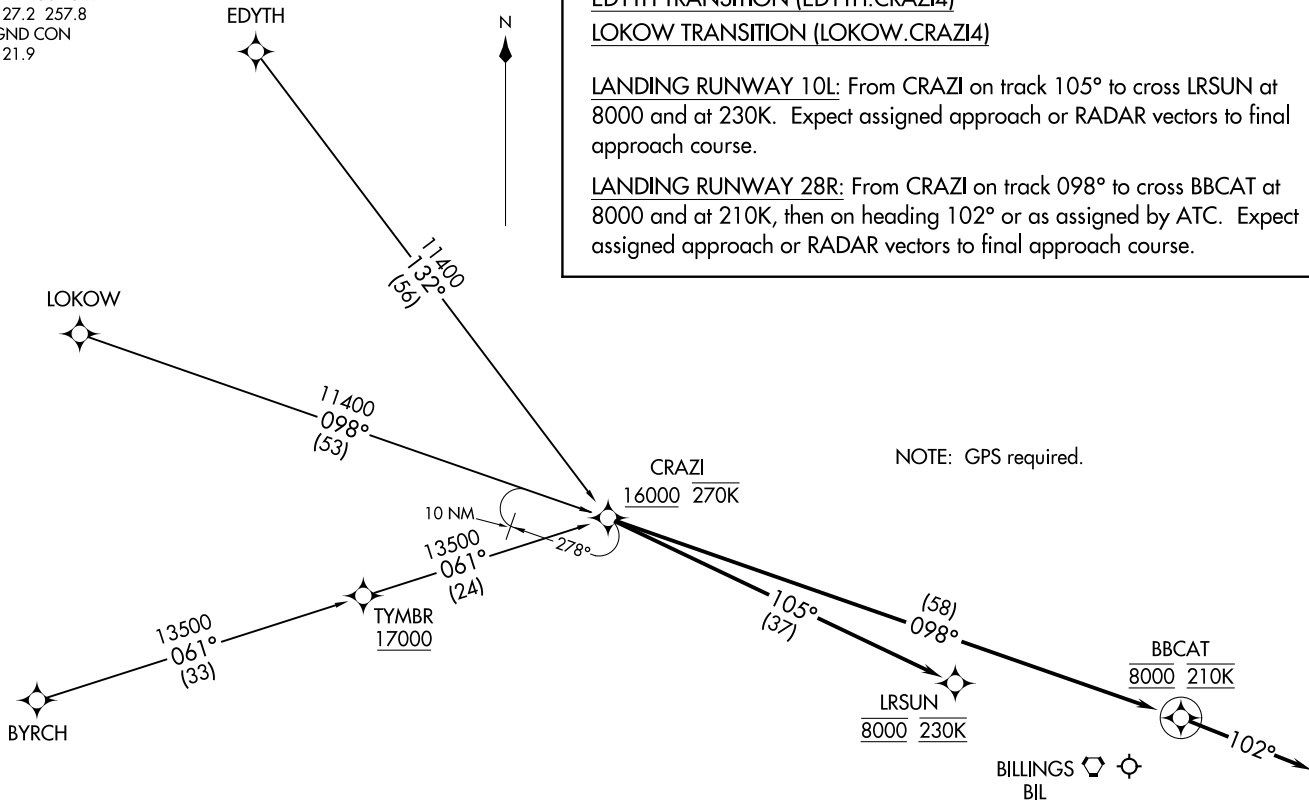 27.2 257.8
GND CON
21.9
EDYTH TRANSITION (EDYTH.CRAZI4)
LOKOW TRANSITION (LOKOW.CRAZI4)
LANDING RUNWAY 10L: From CRAZI on track 105° to cross LRSUN at
8000 and at 230K. Expect assigned approach or RADAR vectors to final
approach course.
LANDING RUNWAY 28R: From CRAZI on track 098° to cross BBCAT at
8000 and at 210K, then on heading 102° or as assigned by ATC. Expect
assigned approach or RADAR vectors to final approach course.
EDYTH
N
11400
132°
(56)
LOKOW
11400
098°
(53)
NOTE: GPS required.
CRAZI
16000 270K
10 NM
278°
13500
061°
(24)
TYMBR
17000
13500
061°
(33)
BYRCH
105°
(37)
(58)
098°
LRSUN
8000 230K
BBCAT
8000 210K
102°
BILLINGS
BIL